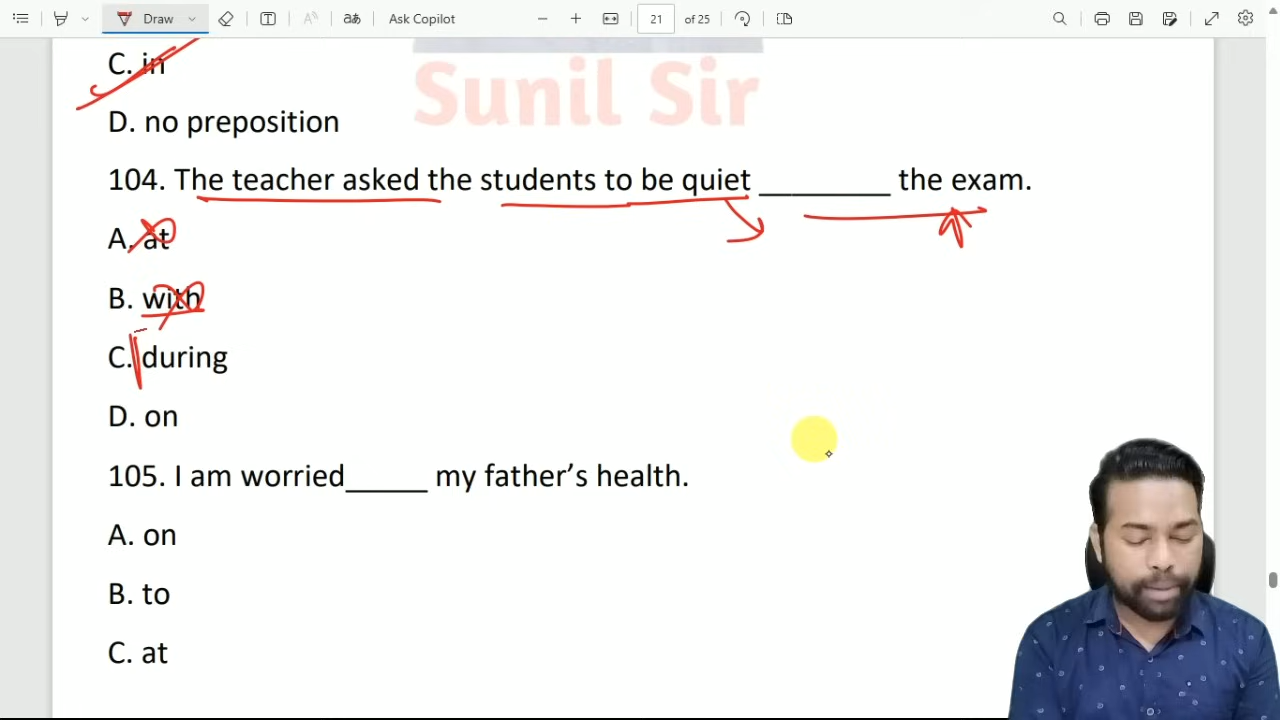 Draw
Ask Copilot
21
of 25
C. in
Sunil Sir
D. no preposition
104. The teacher asked the students to be quiet _________ the exam.
A. at
B. with
C. during
D. on
105. I am worried_____ my father’s health.
A. on
B. to
C. at